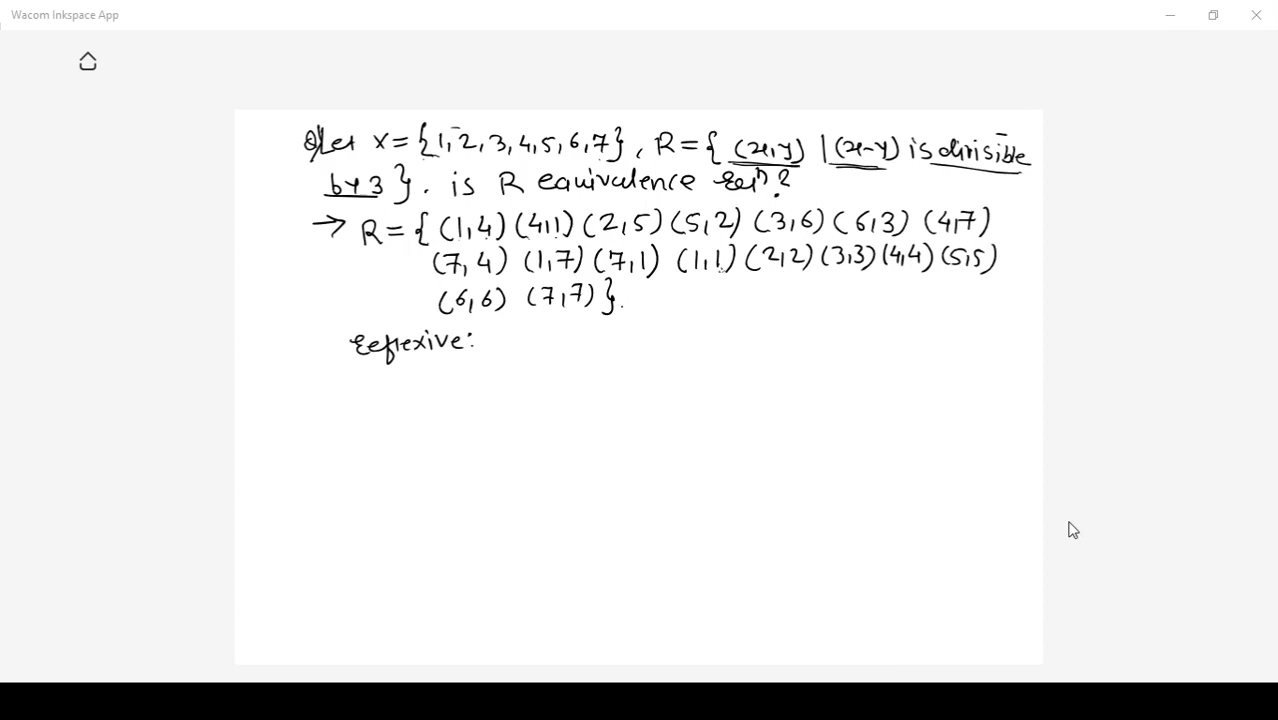 Wacom Inkspace App
Q) Let X = {1, 2, 3, 4, 5, 6, 7}, R = { (x,y) | (x-y) is divisible
by 3 }. is R equivalence reln ?
→ R = { (1,4) (4,1) (2,5) (5,2) (3,6) (6,3) (4,7)
(7,4) (1,7) (7,1) (1,1) (2,2) (3,3) (4,4) (5,5)
(6,6) (7,7) }.
reflexive: